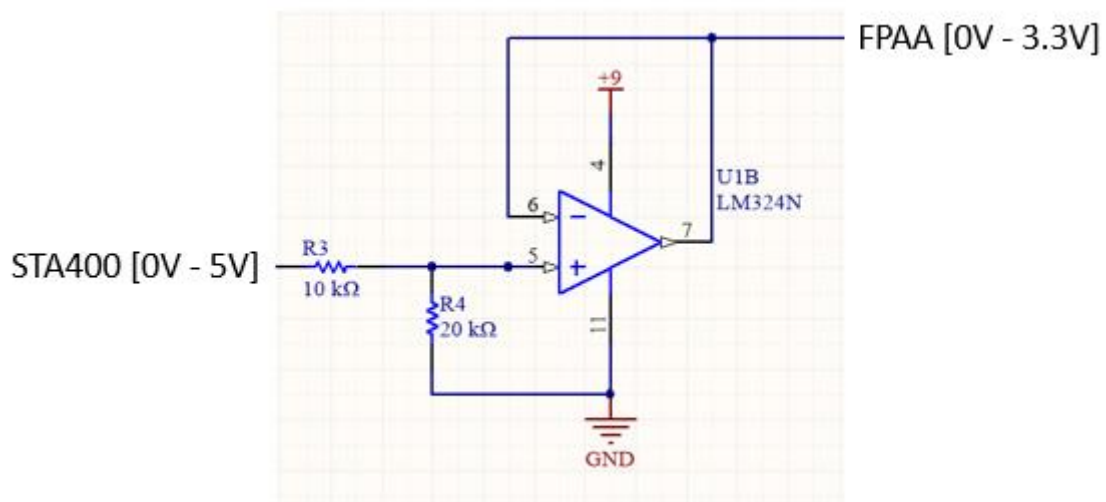 FPAA [0V - 3.3V]
+9
4
U1B
LM324N
6
7
STA400 [0V - 5V]
R3
10 kΩ
5
R4
20 kΩ
11
GND